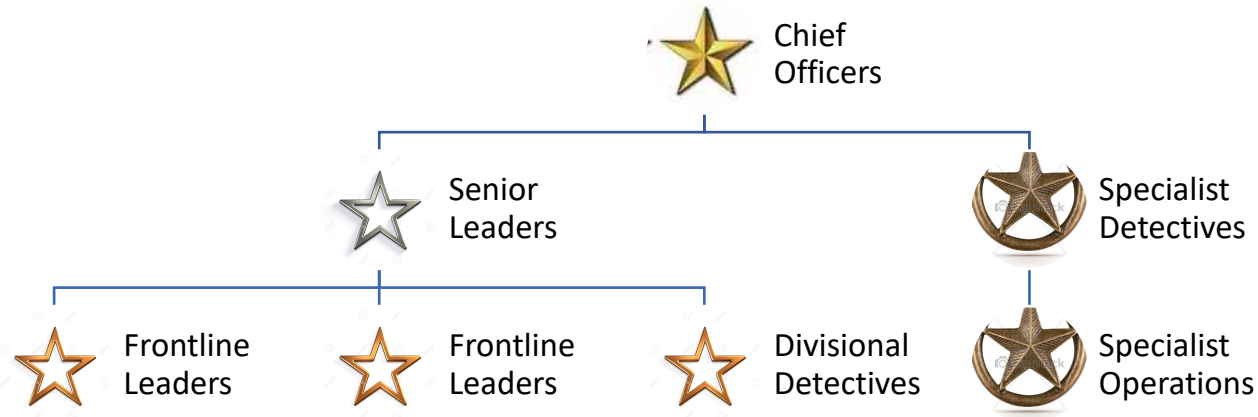 Chief
Officers
Senior
Leaders
Specialist
Detectives
Frontline
Leaders
Frontline
Leaders
Divisional
Detectives
Specialist
Operations